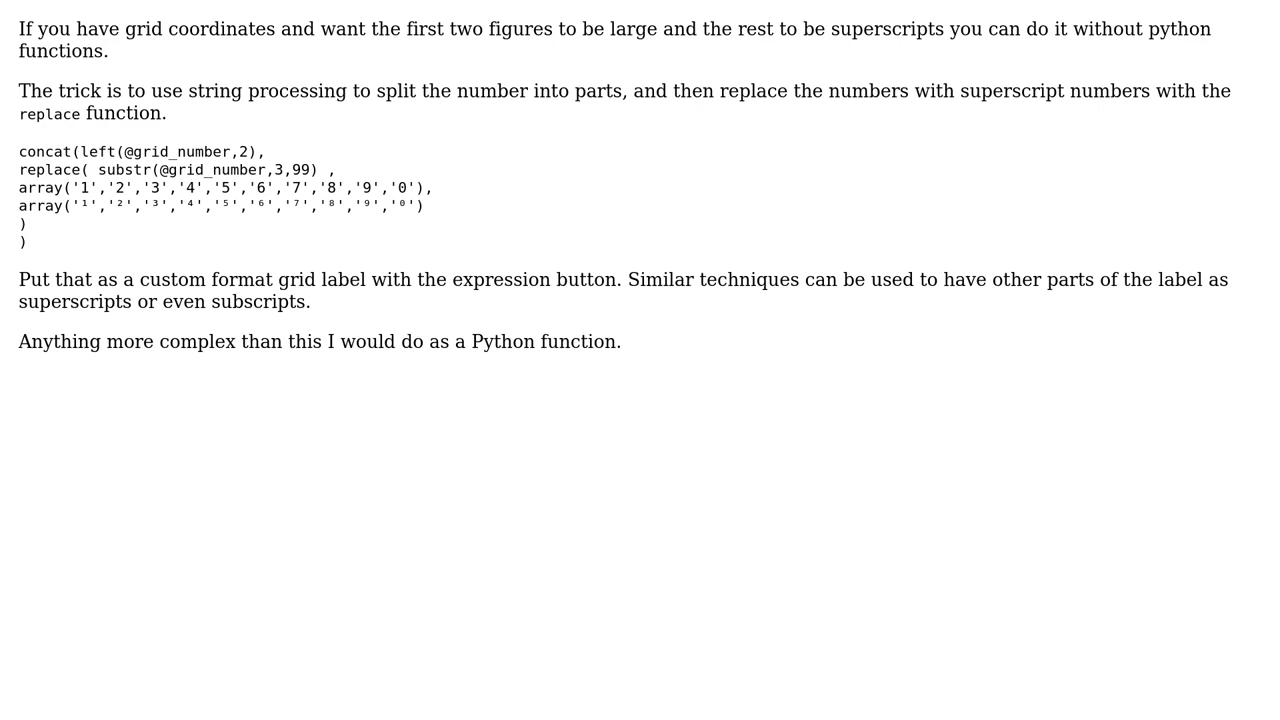 If you have grid coordinates and want the first two figures to be large and the rest to be superscripts you can do it without python
functions.
The trick is to use string processing to split the number into parts, and then replace the numbers with superscript numbers with the
replace function.
concat(left(@grid_number,2),
replace( substr(@grid_number,3,99) ,
array('1','2','3','4','5','6','7','8','9','0'),
array('¹','²','³','⁴','⁵','⁶','⁷','⁸','⁹','⁰')
)
)
Put that as a custom format grid label with the expression button. Similar techniques can be used to have other parts of the label as
superscripts or even subscripts.
Anything more complex than this I would do as a Python function.